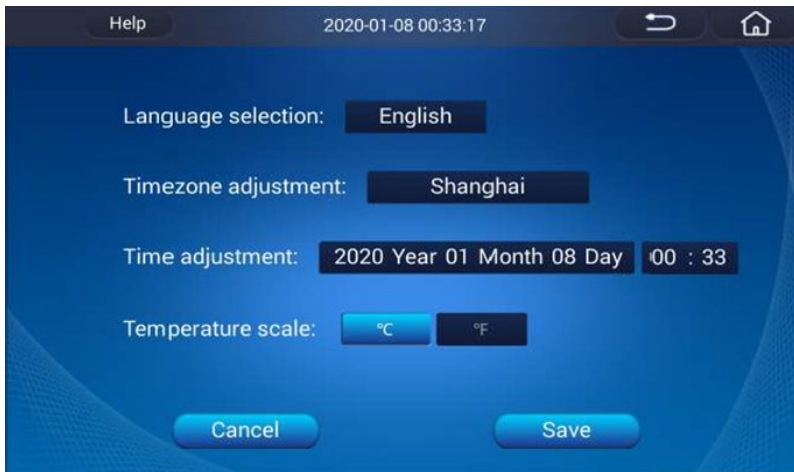 Help 2020-01-08 00:33:17
Language selection: English
Timezone adjustment: Shanghai
Time adjustment: 2020 Year 01 Month 08 Day 00 : 33
Temperature scale: °C °F
Cancel Save